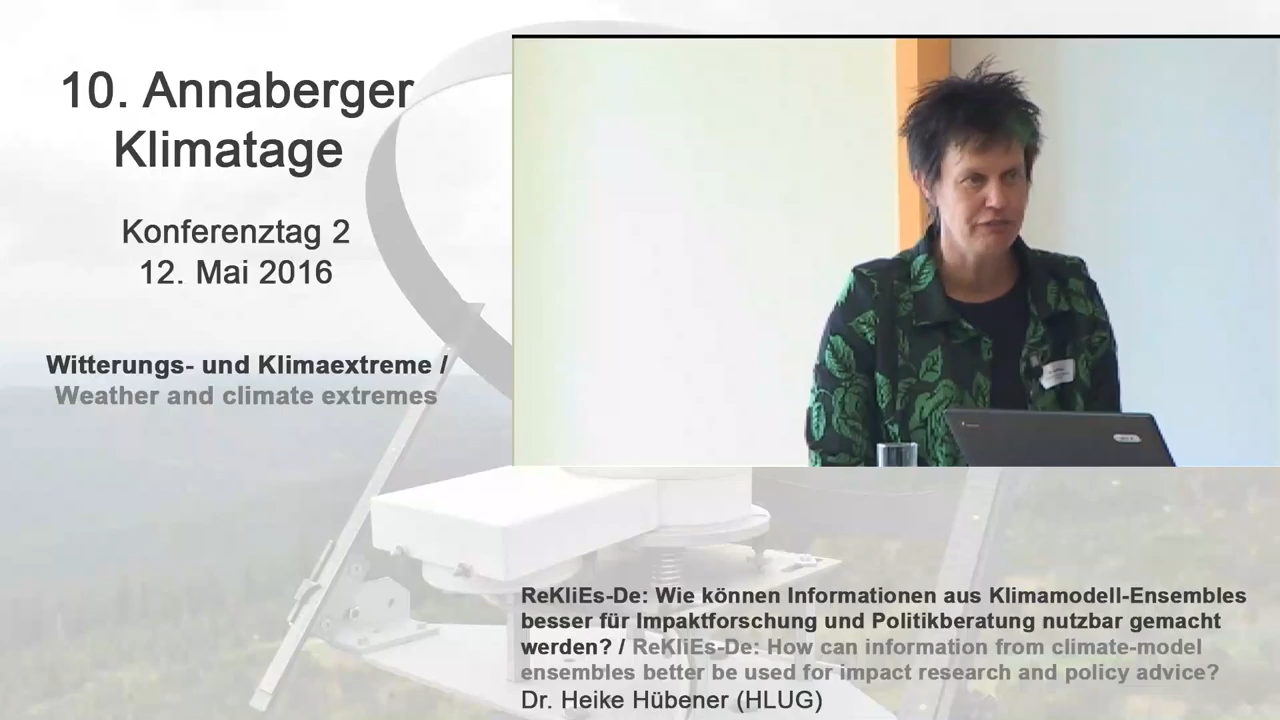 10. Annaberger
Klimatage
Konferenztag 2
12. Mai 2016
Witterungs- und Klimaextreme /
Weather and climate extremes
ReKliEs-De: Wie können Informationen aus Klimamodell-Ensembles
besser für Impaktforschung und Politikberatung nutzbar gemacht
werden? / ReKliEs-De: How can information from climate-model
ensembles better be used for impact research and policy advice?
Dr. Heike Hübener (HLUG)